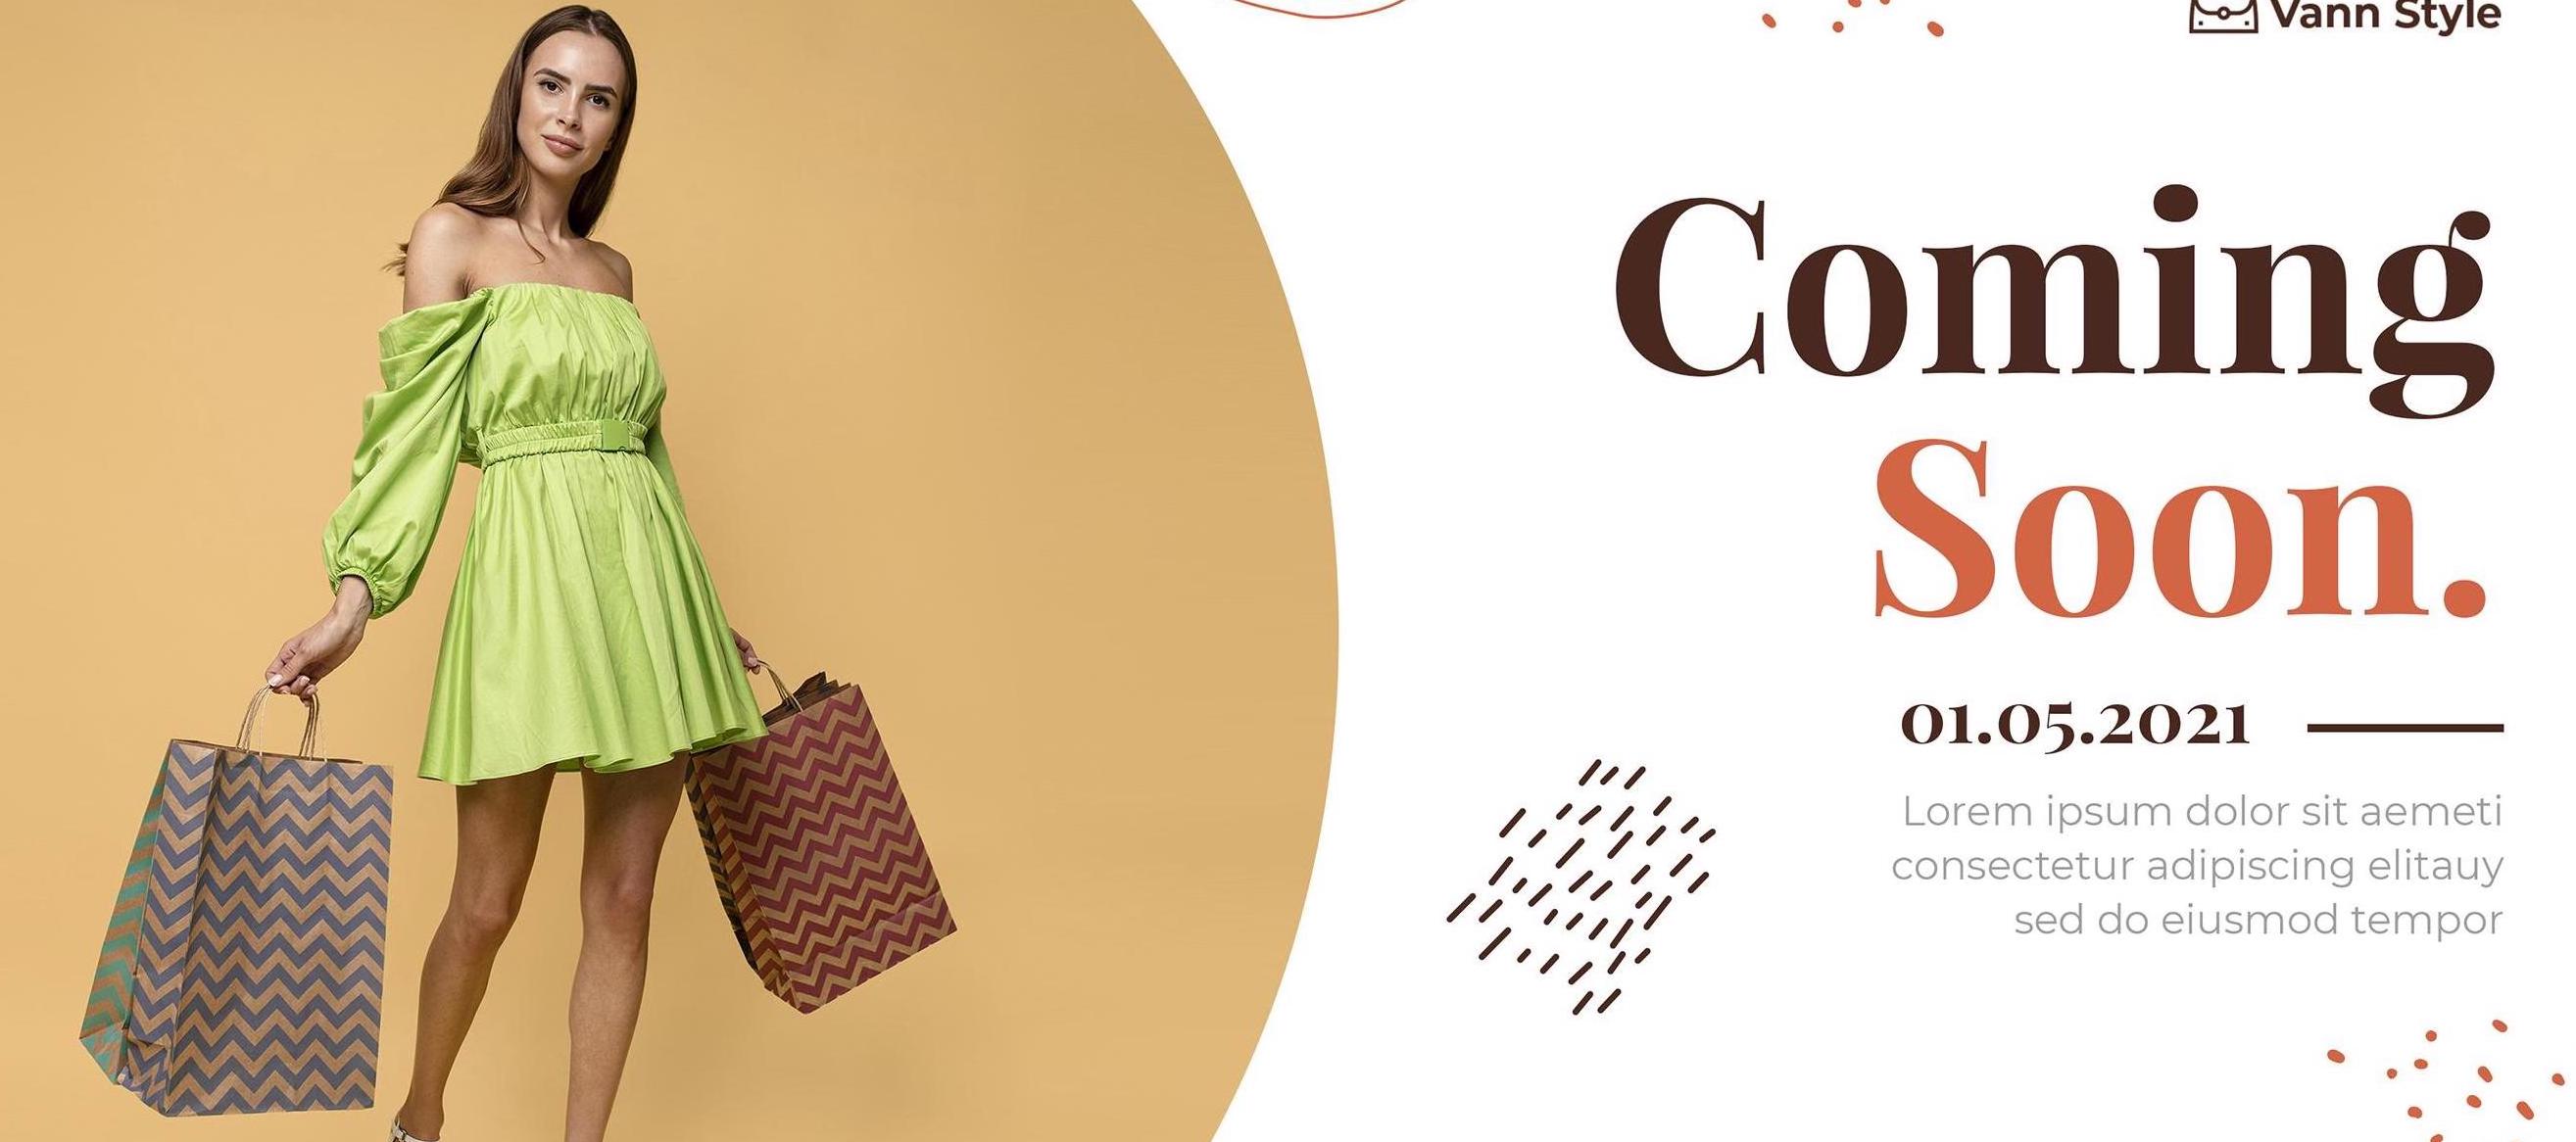 Vann Style
Coming
Soon.
01.05.2021
Lorem ipsum dolor sit aemeti
consectetur adipiscing elitauy
sed do eiusmod tempor